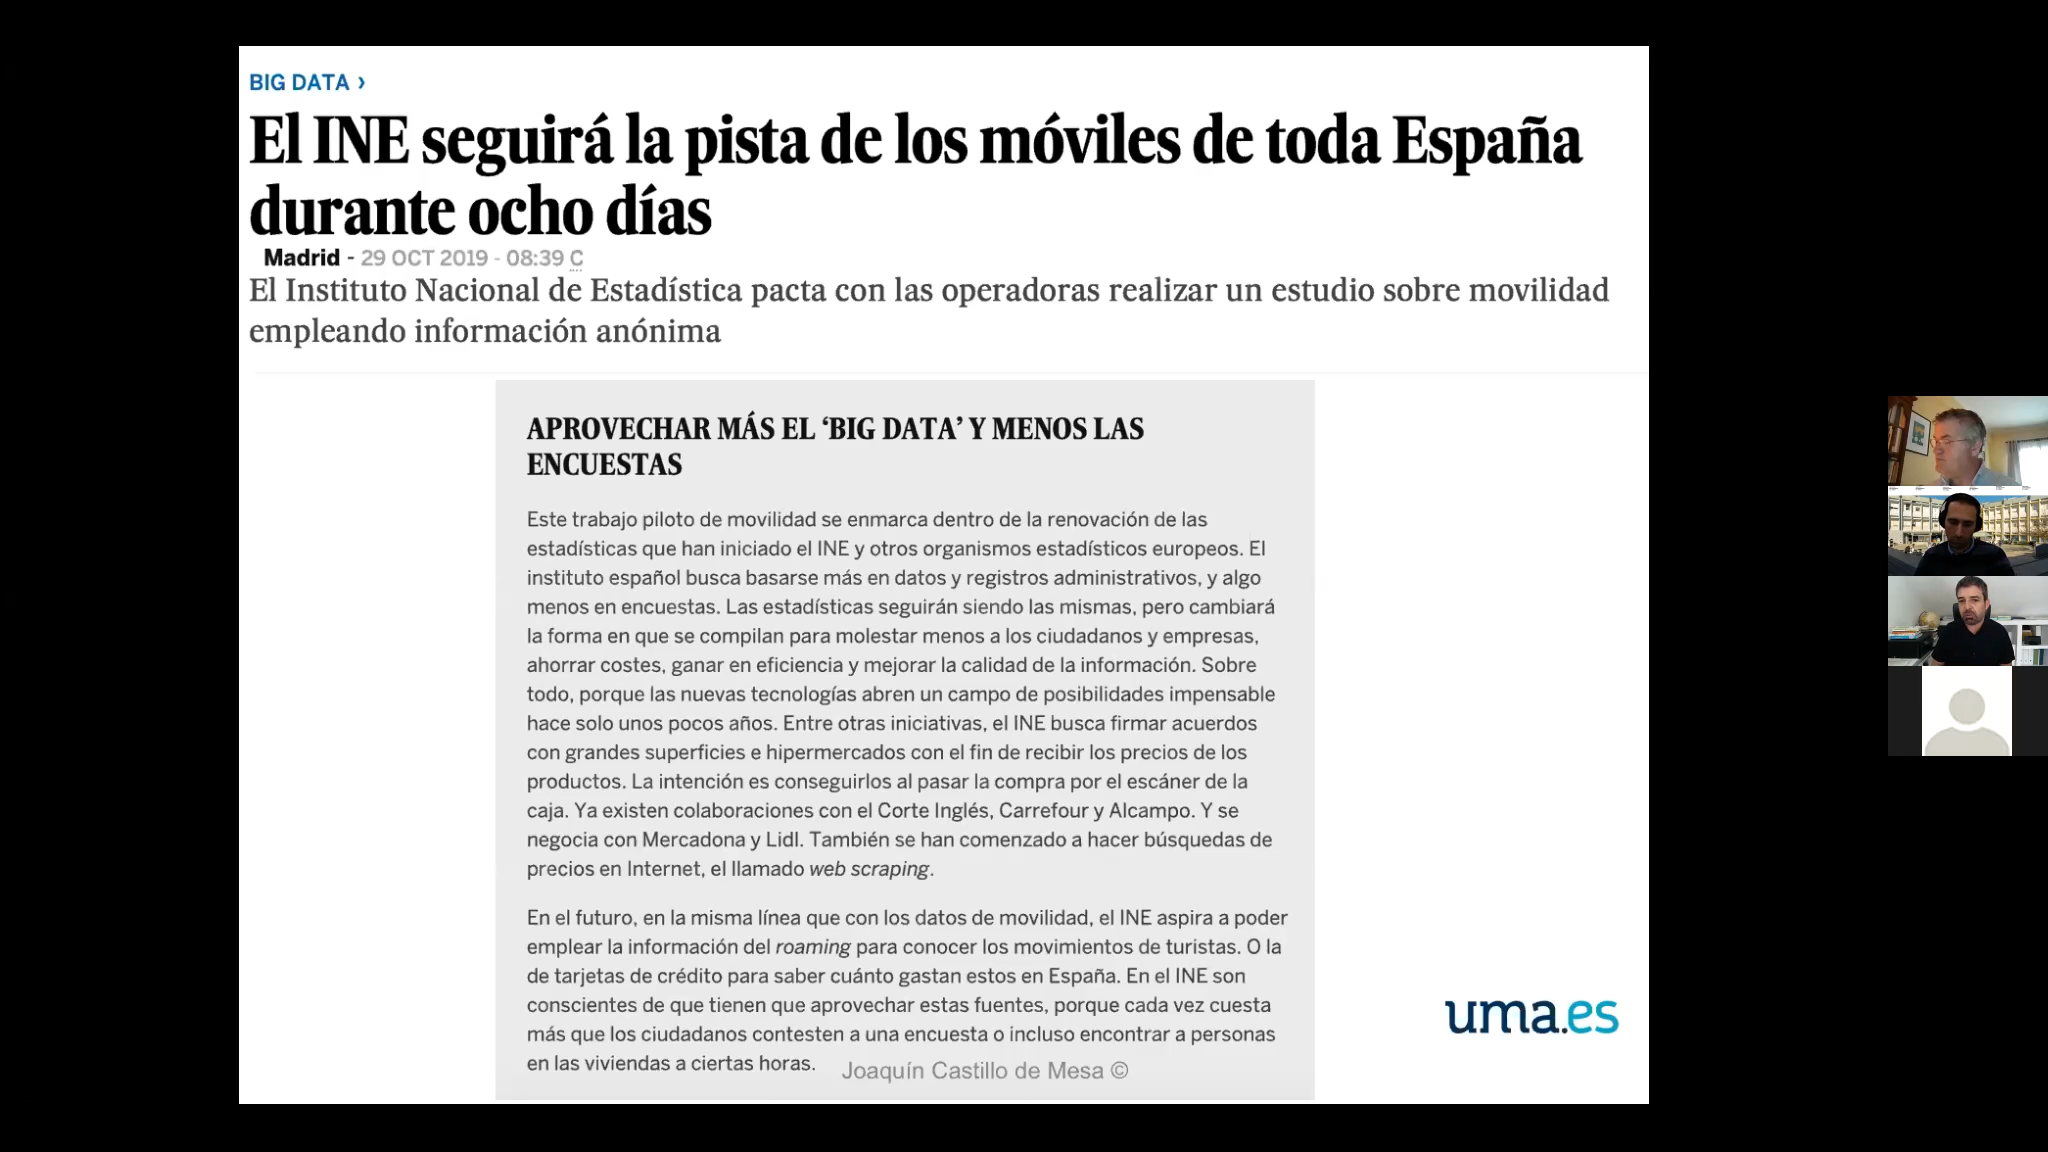 BIG DATA ›
El INE seguirá la pista de los móviles de toda España
durante ocho días
Madrid - 29 OCT 2019 - 08:39 C
El Instituto Nacional de Estadística pacta con las operadoras realizar un estudio sobre movilidad
empleando información anónima
APROVECHAR MÁS EL ‘BIG DATA’ Y MENOS LAS
ENCUESTAS
Este trabajo piloto de movilidad se enmarca dentro de la renovación de las
estadísticas que han iniciado el INE y otros organismos estadísticos europeos. El
instituto español busca basarse más en datos y registros administrativos, y algo
menos en encuestas. Las estadísticas seguirán siendo las mismas, pero cambiará
la forma en que se compilan para molestar menos a los ciudadanos y empresas,
ahorrar costes, ganar en eficiencia y mejorar la calidad de la información. Sobre
todo, porque las nuevas tecnologías abren un campo de posibilidades impensable
hace solo unos pocos años. Entre otras iniciativas, el INE busca firmar acuerdos
con grandes superficies e hipermercados con el fin de recibir los precios de los
productos. La intención es conseguirlos al pasar la compra por el escáner de la
caja. Ya existen colaboraciones con el Corte Inglés, Carrefour y Alcampo. Y se
negocia con Mercadona y Lidl. También se han comenzado a hacer búsquedas de
precios en Internet, el llamado web scraping.
En el futuro, en la misma línea que con los datos de movilidad, el INE aspira a poder
emplear la información del roaming para conocer los movimientos de turistas. O la
de tarjetas de crédito para saber cuánto gastan estos en España. En el INE son
conscientes de que tienen que aprovechar estas fuentes, porque cada vez cuesta
más que los ciudadanos contesten a una encuesta o incluso encontrar a personas
en las viviendas a ciertas horas.
Joaquín Castillo de Mesa ©
uma.es